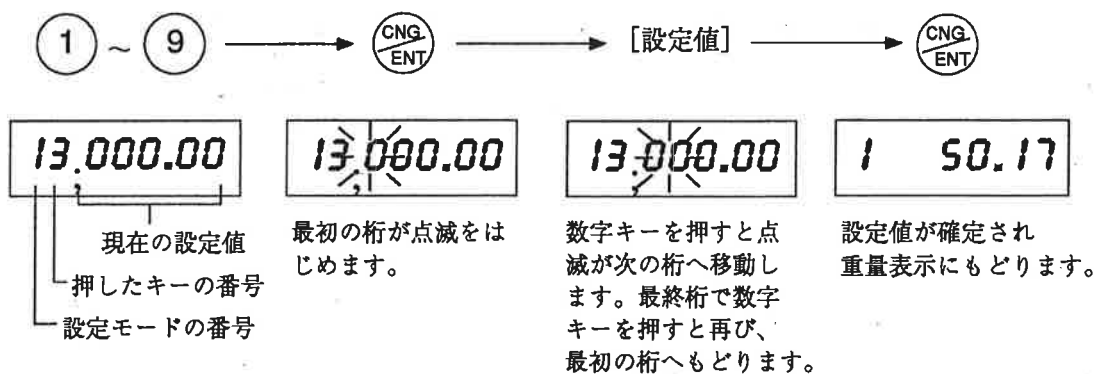 1 ~ 9 CNG ENT [設定値] CNG ENT
13.000.00
現在の設定値
押したキーの番号
設定モードの番号
13.000.00
最初の桁が点滅をは
じめます。
13.000.00
数字キーを押すと点
滅が次の桁へ移動し
ます。最終桁で数字
キーを押すと再び、
最初の桁へもどります。
1 50.17
設定値が確定され
重量表示にもどります。